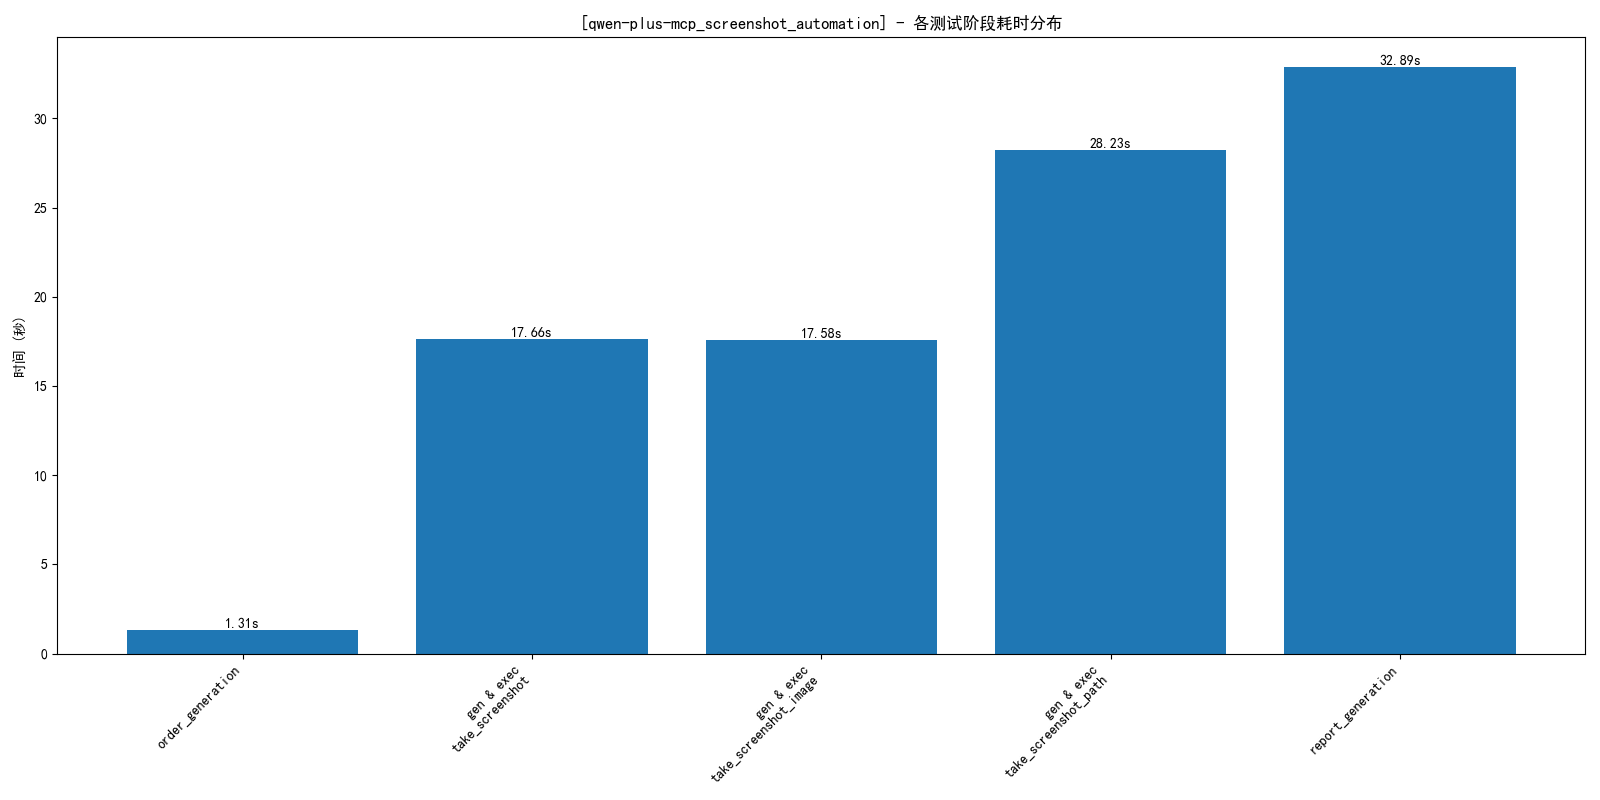 [qwen-plus-mcp_screenshot_automation] - 各测试阶段耗时分布
时间 (秒)
30
25
20
15
10
5
0
1.31s
17.66s
17.58s
28.23s
32.89s
order_generation
gen & exec
take_screenshot
gen & exec
take_screenshot_image
gen & exec
take_screenshot_path
report_generation